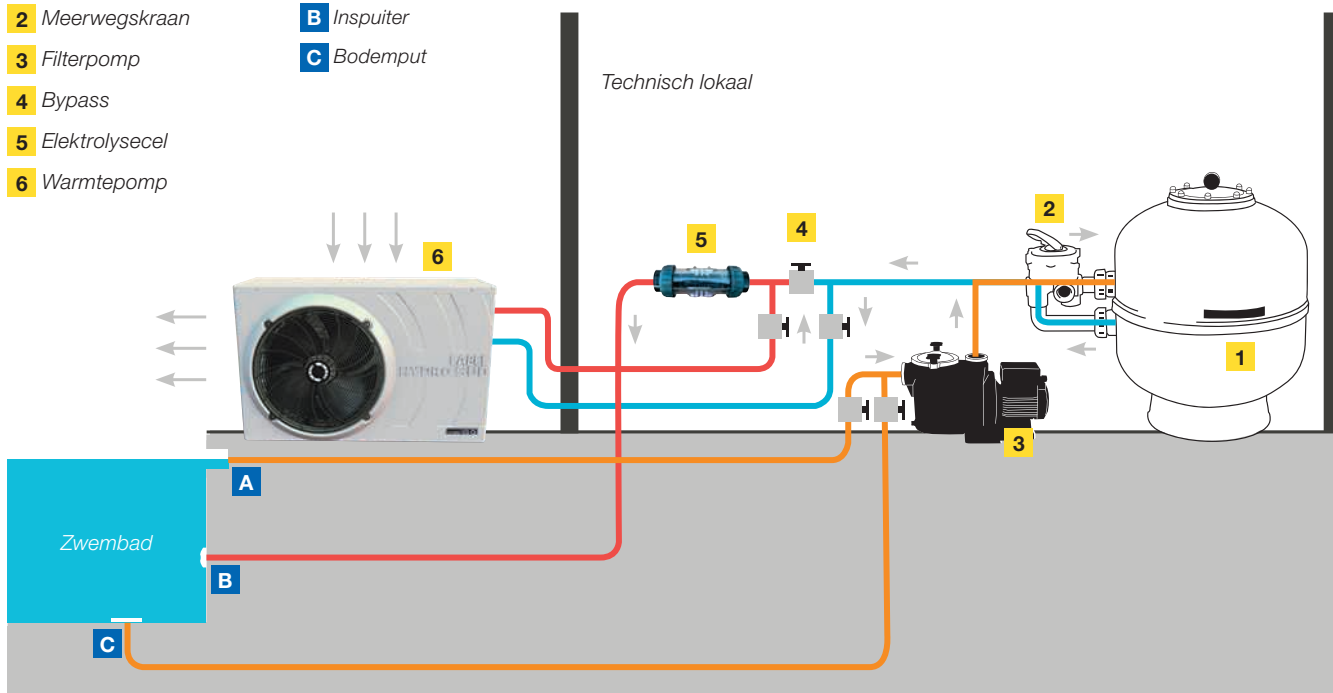 2 Meerwegskraan
3 Filterpomp
4 Bypass
5 Elektrolysecel
6 Warmtepomp
B Inspuiter
C Bodemput
Technisch lokaal
6
5
4
2
1
3
A
Zwembad
B
C